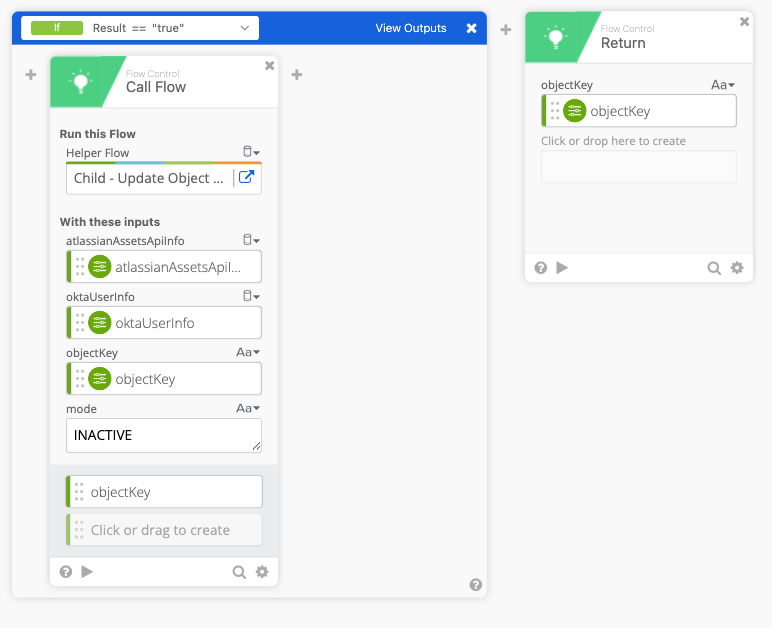 If
Result == "true"
View Outputs
Flow Control
Call Flow
Run this Flow
Helper Flow
Child - Update Object ...
With these inputs
atlassianAssetsApiInfo
atlassianAssetsApiI...
oktaUserInfo
oktaUserInfo
objectKey
Aa
objectKey
mode
Aa
INACTIVE
objectKey
Click or drag to create
Flow Control
Return
objectKey
Aa
objectKey
Click or drop here to create